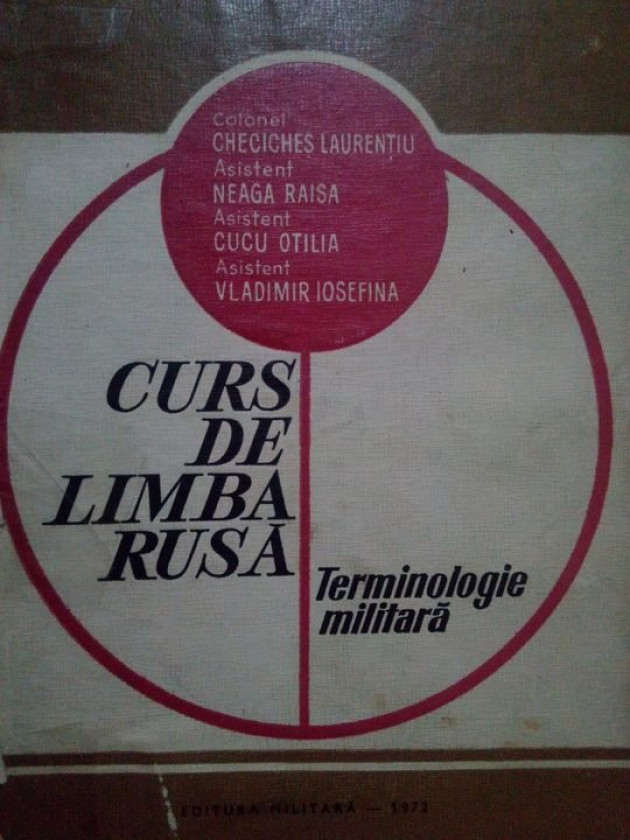 Colonel
CHECICHES LAURENȚIU
Asistent
NEAGA RAISA
Asistent
CUCU OTILIA
Asistent
VLADIMIR IOSEFINA
CURS
DE
LIMBA
RUSĂ
Terminologie
militară
EDITURA MILITARĂ — 1972